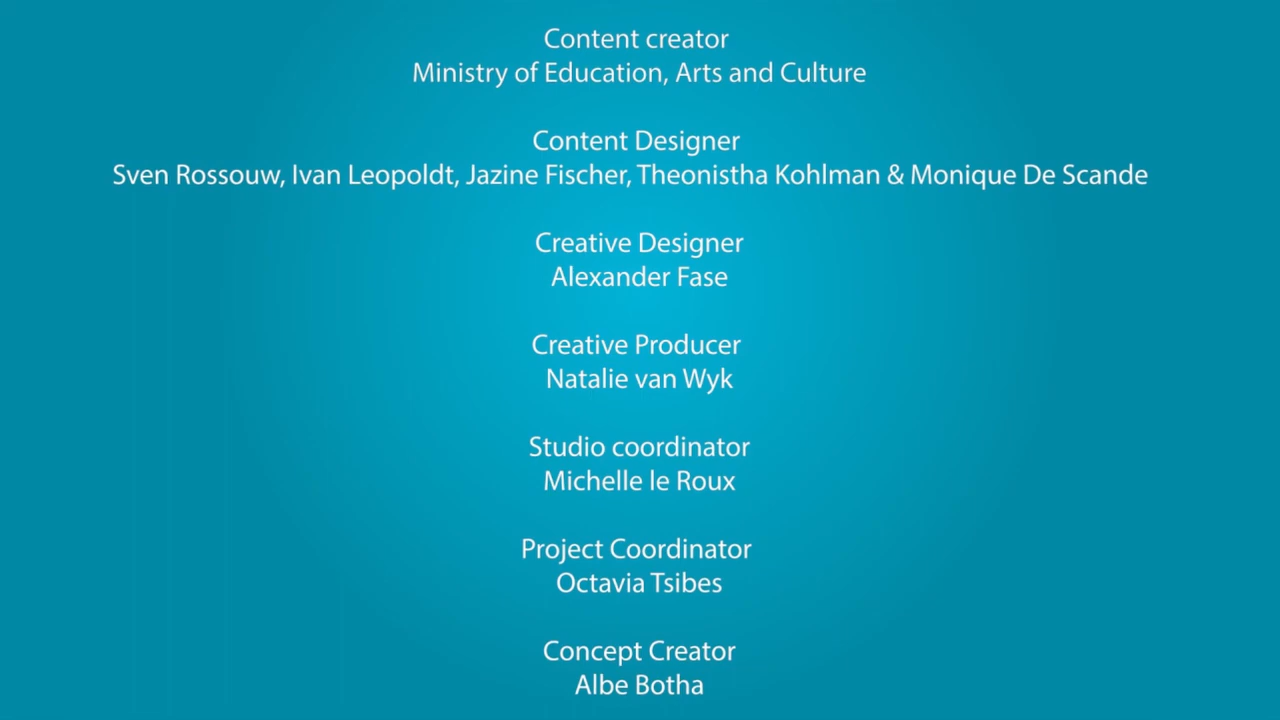 Content creator
Ministry of Education, Arts and Culture
Content Designer
Sven Rossouw, Ivan Leopoldt, Jazine Fischer, Theonistha Kohlman & Monique De Scande
Creative Designer
Alexander Fase
Creative Producer
Natalie van Wyk
Studio coordinator
Michelle le Roux
Project Coordinator
Octavia Tsibes
Concept Creator
Albe Botha